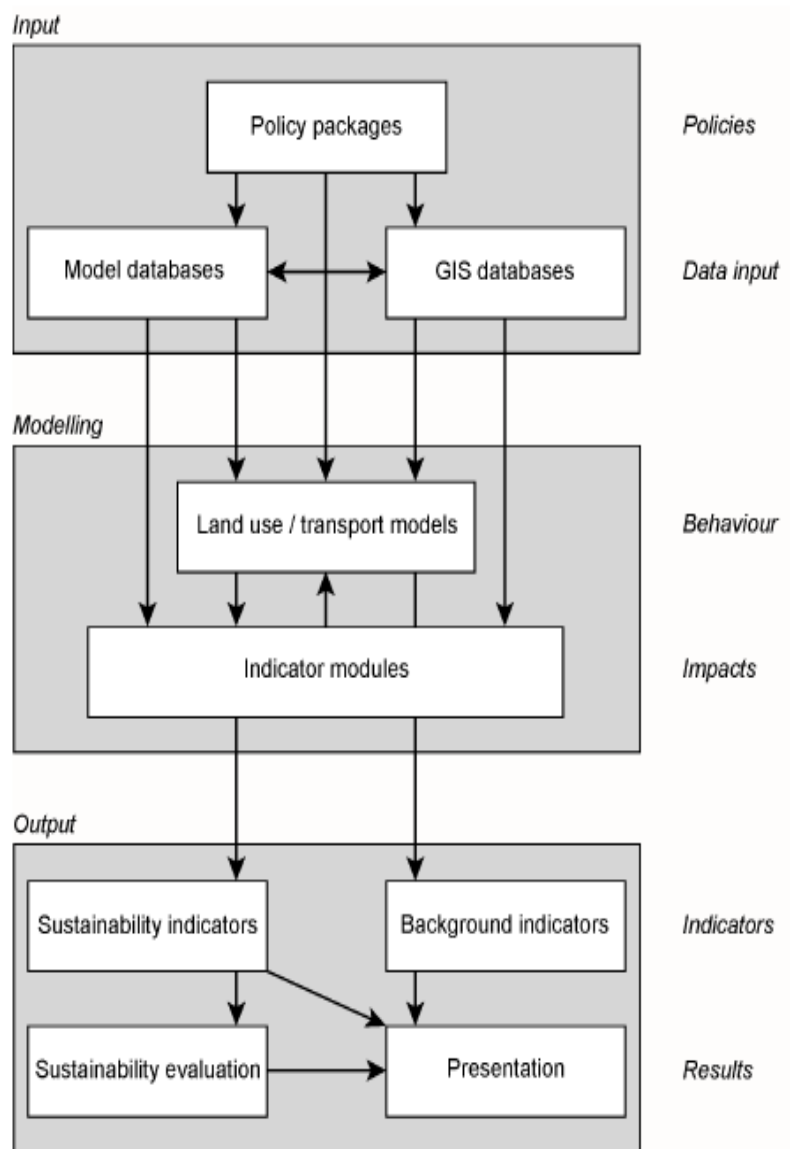 Input
Policy packages
Policies
Model databases
GIS databases
Data input
Modelling
Land use / transport models
Behaviour
Indicator modules
Impacts
Output
Sustainability indicators
Background indicators
Indicators
Sustainability evaluation
Presentation
Results